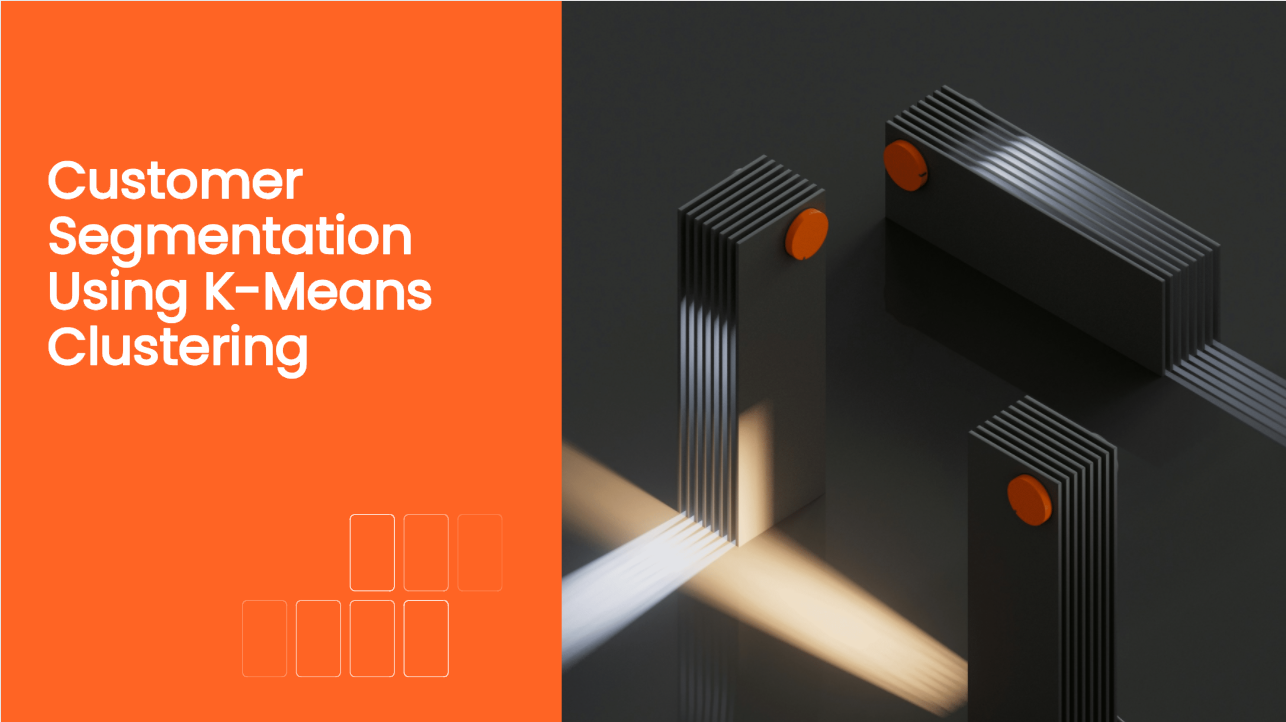 Customer
Segmentation
Using K-Means
Clustering